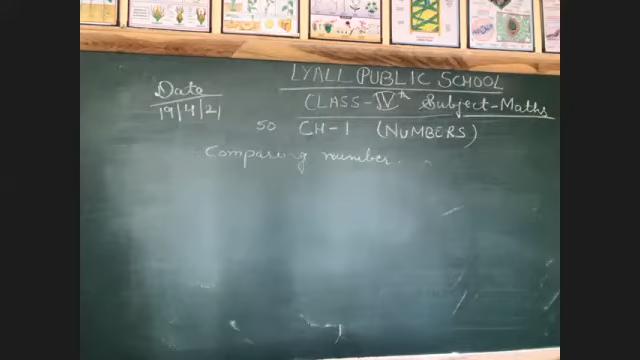 LYALL PUBLIC SCHOOL
Date
19/4/21
CLASS-IVth Subject-Maths
50 CH-1 (NUMBERS)
Comparing number.